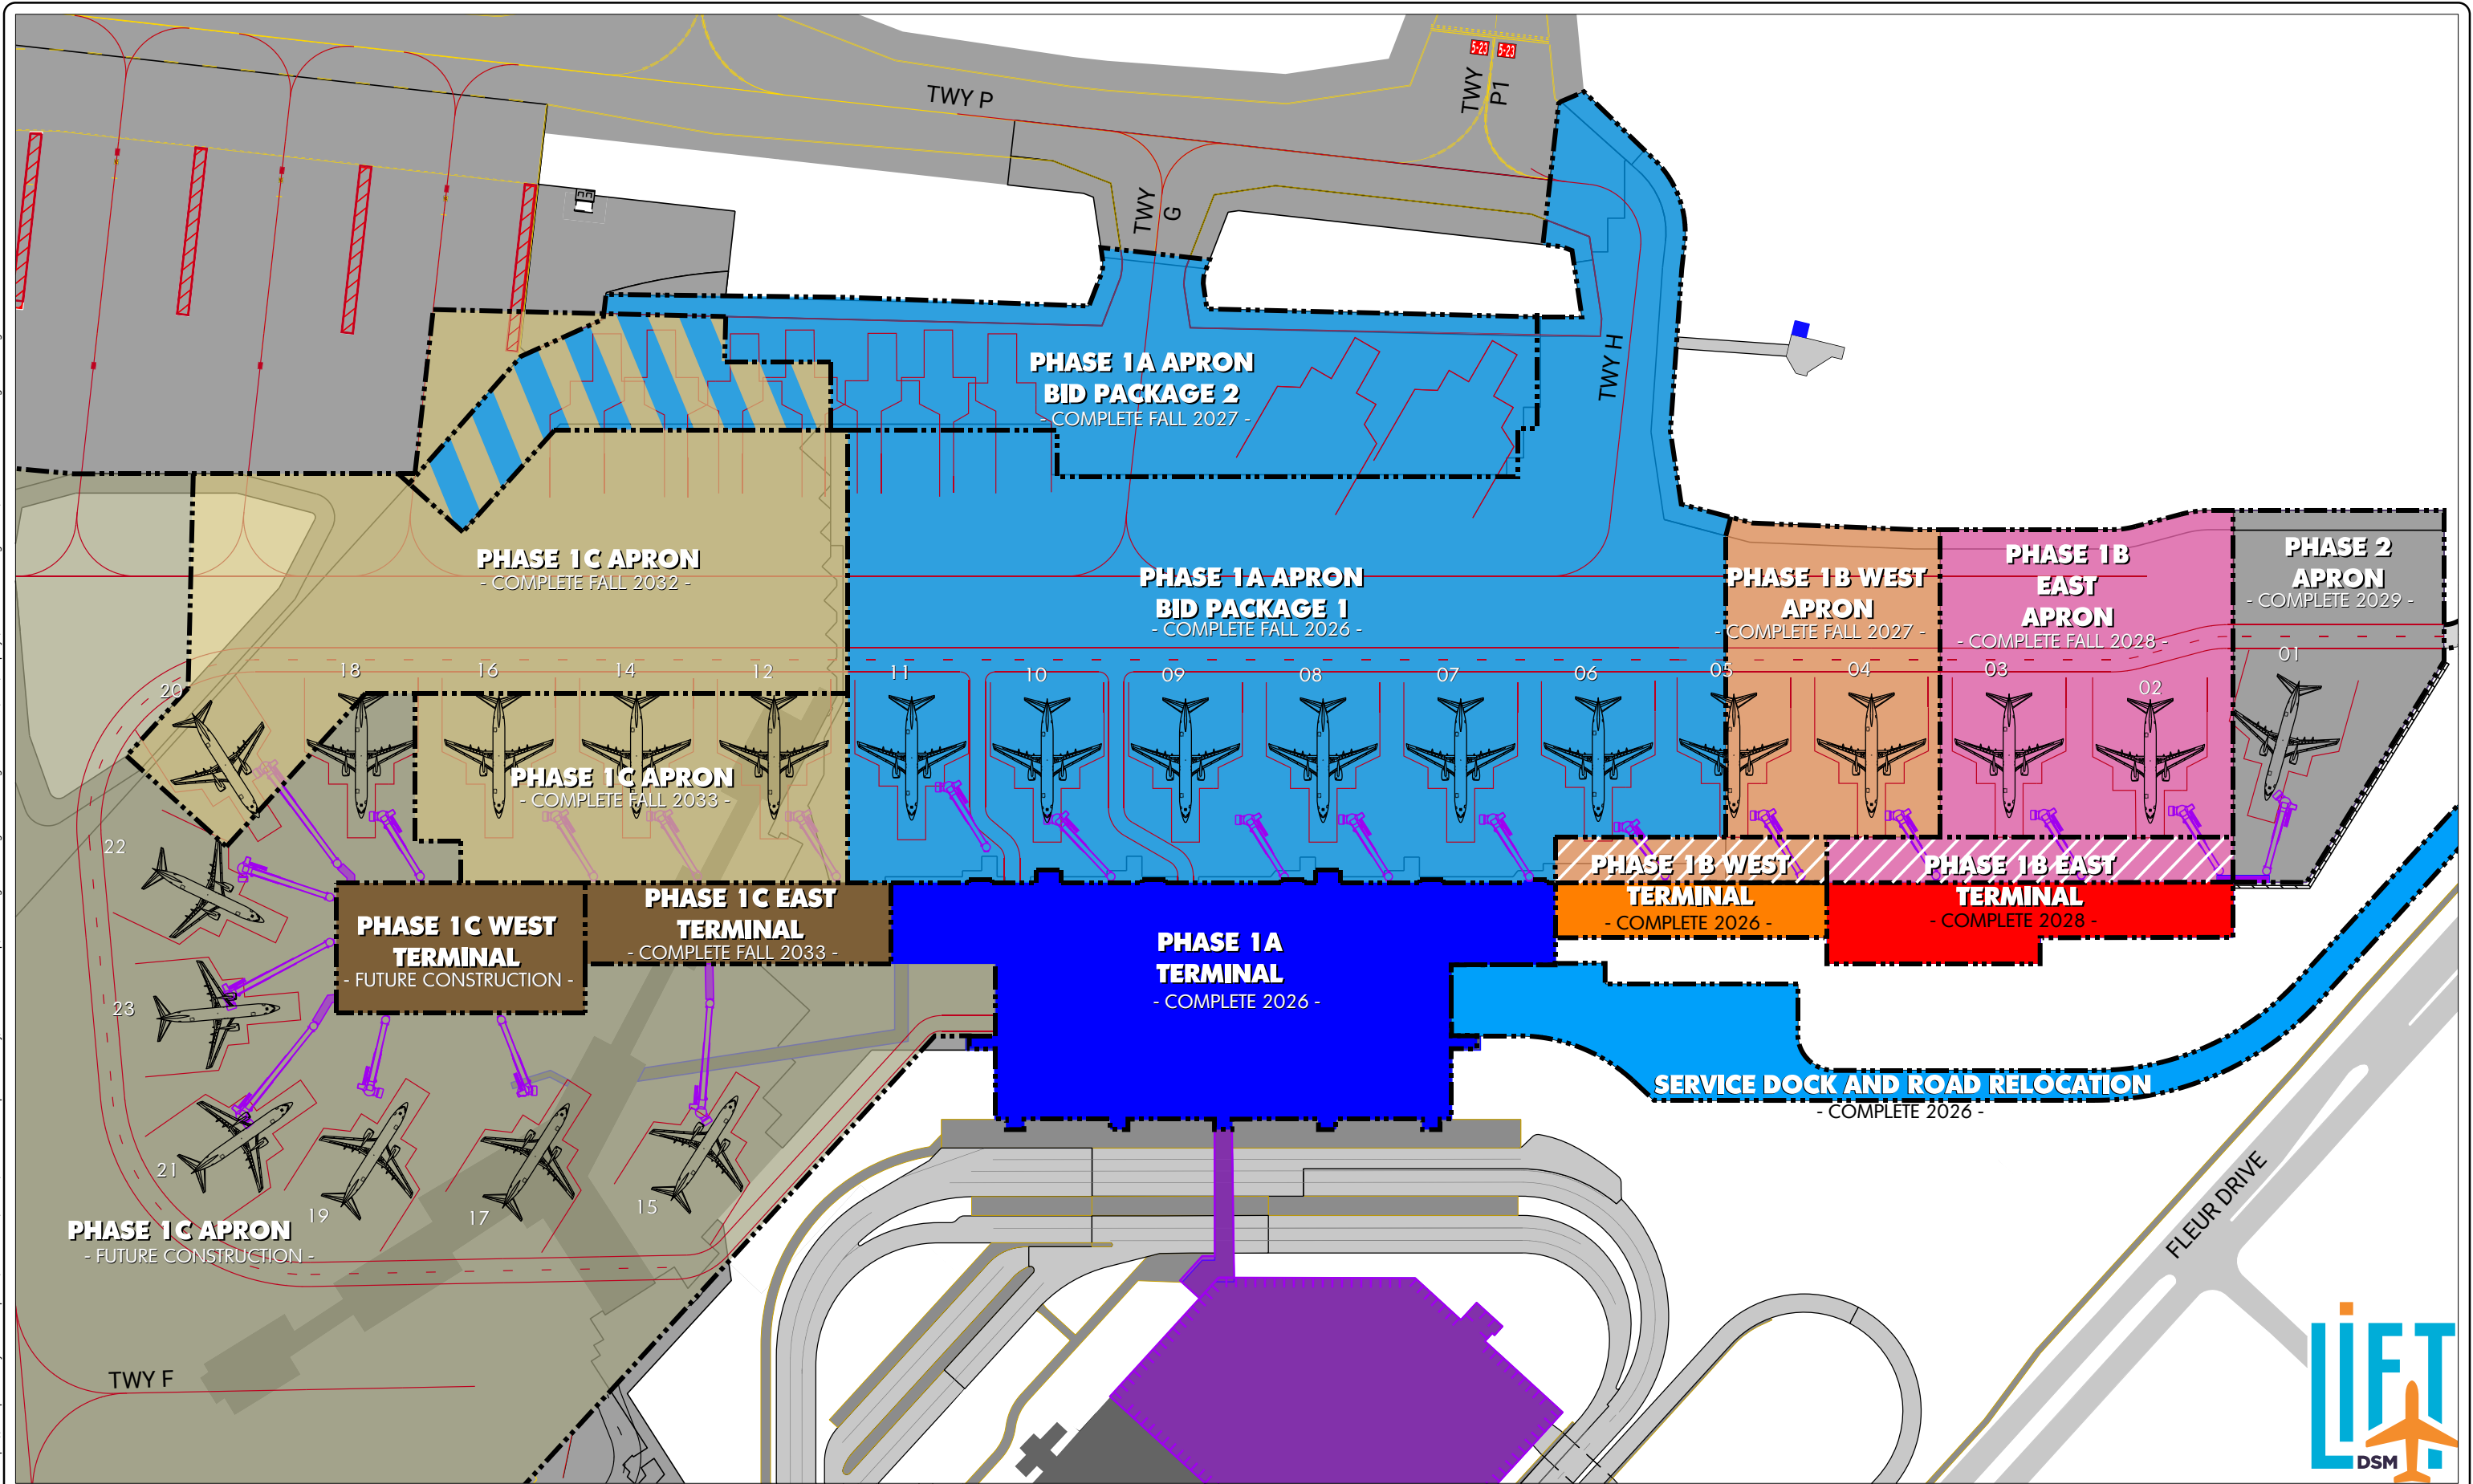 5-23 5-23
TWY P
TWY P1
TWY G
TWY H
PHASE 1A APRON
BID PACKAGE 2
- COMPLETE FALL 2027 -
PHASE 1C APRON
- COMPLETE FALL 2032 -
PHASE 1A APRON
BID PACKAGE 1
- COMPLETE FALL 2026 -
PHASE 1B WEST
APRON
- COMPLETE FALL 2027 -
PHASE 1B
EAST
APRON
- COMPLETE FALL 2028 -
PHASE 2
APRON
- COMPLETE 2029 -
20 18 16 14 12 11 10 09 08 07 06 05 04 03 02 01
PHASE 1C APRON
- COMPLETE FALL 2033 -
22
PHASE 1C WEST
TERMINAL
- FUTURE CONSTRUCTION -
PHASE 1C EAST
TERMINAL
- COMPLETE FALL 2033 -
PHASE 1A
TERMINAL
- COMPLETE 2026 -
PHASE 1B WEST
TERMINAL
- COMPLETE 2026 -
PHASE 1B EAST
TERMINAL
- COMPLETE 2028 -
23
SERVICE DOCK AND ROAD RELOCATION
- COMPLETE 2026 -
21
19
17
15
PHASE 1C APRON
- FUTURE CONSTRUCTION -
FLEUR DRIVE
TWY F
LIFT
DSM